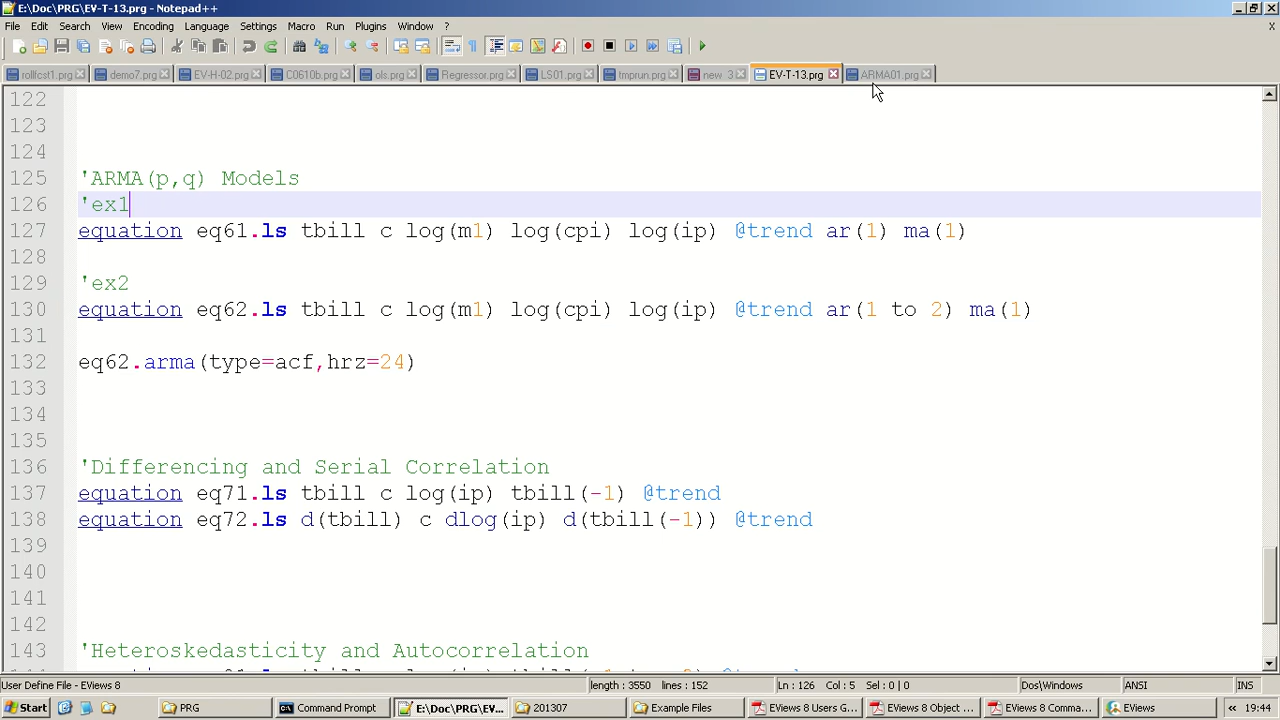 E:\Doc\PRG\EV-T-13.prg - Notepad++
File Edit Search View Encoding Language Settings Macro Run Plugins Window ?
rollfcst1.prg demo7.prg EV-H-02.prg C0610b.prg ols.prg Regressor.prg LS01.prg tmprun.prg new 3 EV-T-13.prg ARMA01.prg
122
123
124
125 'ARMA(p,q) Models
126 'ex1
127 equation eq61.ls tbill c log(m1) log(cpi) log(ip) @trend ar(1) ma(1)
128
129 'ex2
130 equation eq62.ls tbill c log(m1) log(cpi) log(ip) @trend ar(1 to 2) ma(1)
131
132 eq62.arma(type=acf,hrz=24)
133
134
135
136 'Differencing and Serial Correlation
137 equation eq71.ls tbill c log(ip) tbill(-1) @trend
138 equation eq72.ls d(tbill) c dlog(ip) d(tbill(-1)) @trend
139
140
141
142
143 'Heteroskedasticity and Autocorrelation
User Define File - EViews 8 length : 3550 lines : 152 Ln : 126 Col : 5 Sel : 0 | 0 Dos\Windows ANSI INS
Start PRG Command Prompt E:\Doc\PRG\EV... 201307 Example Files EViews 8 Users G... EViews 8 Object ... EViews 8 Comma... EViews 19:44